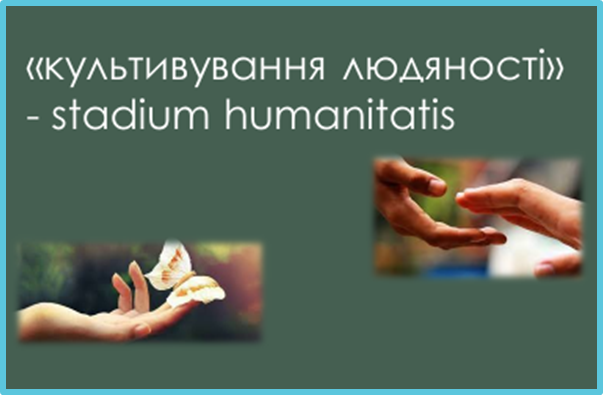 «культивування людяності»
- stadium humanitatis